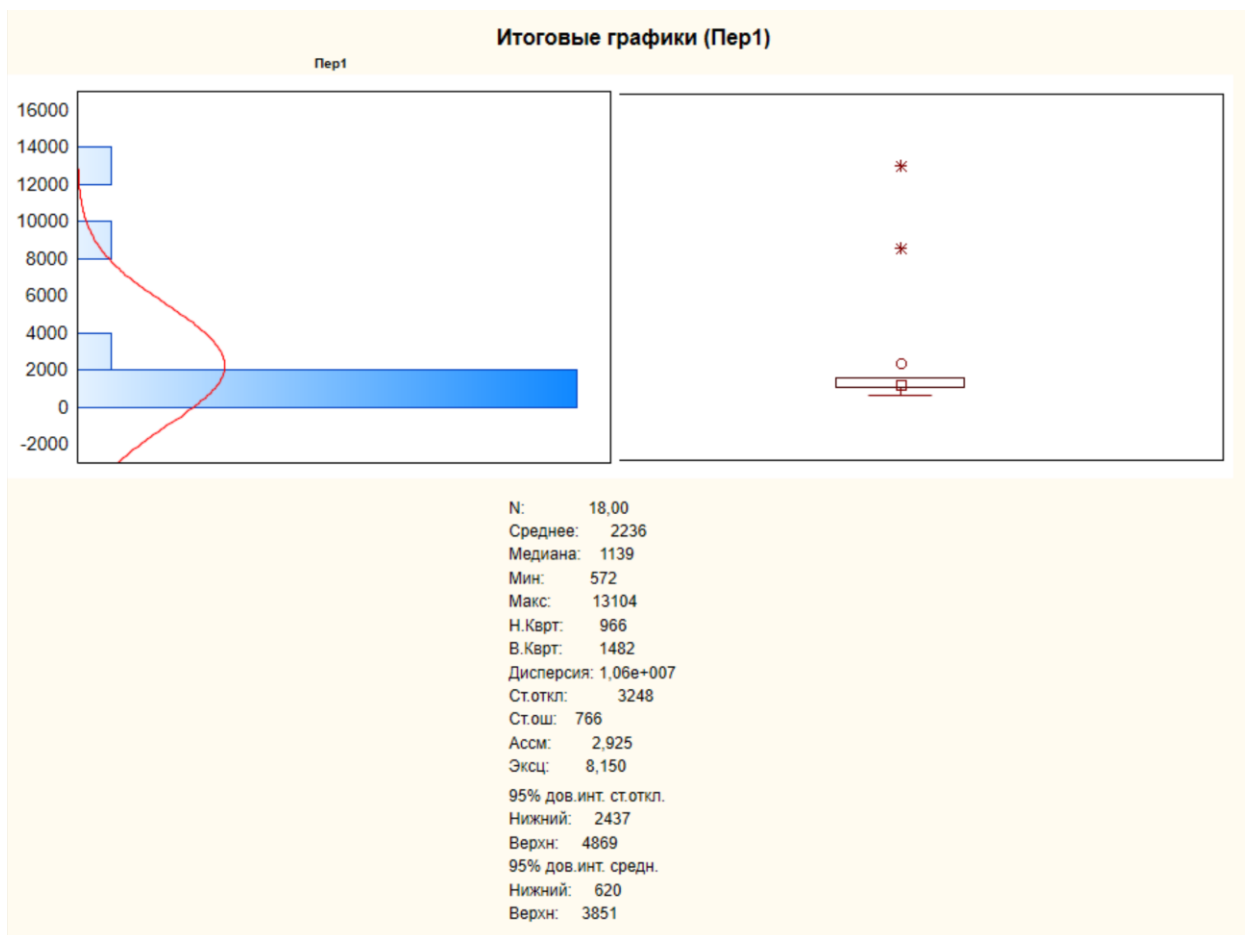 Итоговые графики (Пер1)
Пер1
16000
14000
12000
10000
8000
6000
4000
2000
0
-2000
N: 18,00
Среднее: 2236
Медиана: 1139
Мин: 572
Макс: 13104
Н.Кврт: 966
В.Кврт: 1482
Дисперсия: 1,06e+007
Ст.откл: 3248
Ст.ош: 766
Ассм: 2,925
Эксц: 8,150
95% дов.инт. ст.откл.
Нижний: 2437
Верхн: 4869
95% дов.инт. средн.
Нижний: 620
Верхн: 3851